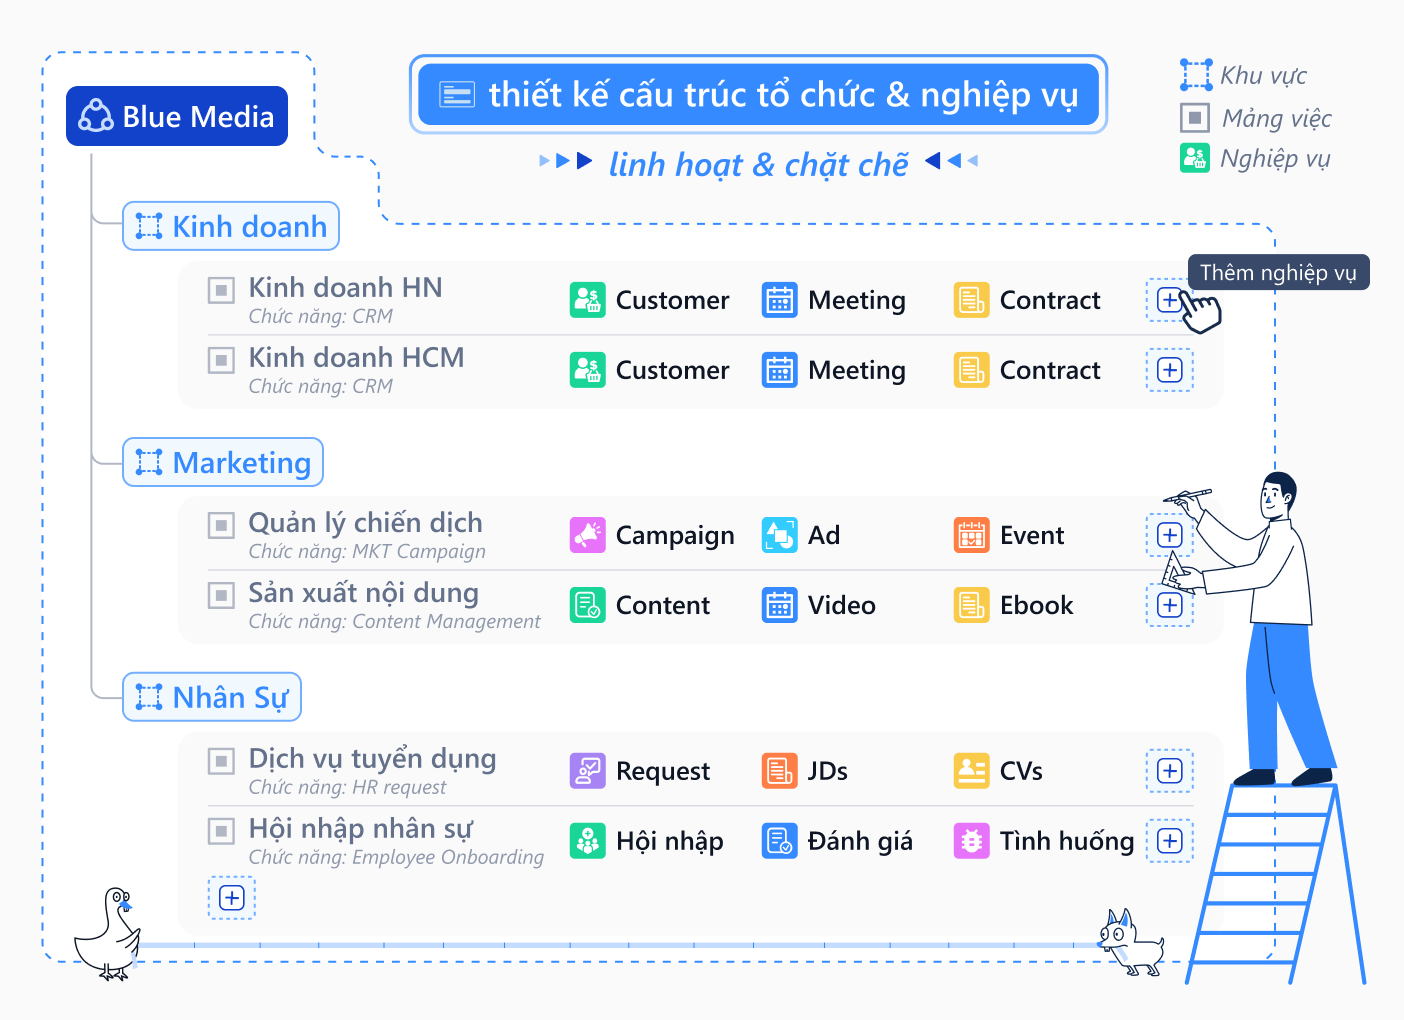 Blue Media
thiết kế cấu trúc tổ chức & nghiệp vụ
linh hoạt & chặt chẽ
Khu vực
Mảng việc
Nghiệp vụ
Kinh doanh
Thêm nghiệp vụ
Kinh doanh HN
Chức năng: CRM
Customer
Meeting
Contract
Kinh doanh HCM
Chức năng: CRM
Customer
Meeting
Contract
Marketing
Quản lý chiến dịch
Chức năng: MKT Campaign
Campaign
Ad
Event
Sản xuất nội dung
Chức năng: Content Management
Content
Video
Ebook
Nhân Sự
Dịch vụ tuyển dụng
Chức năng: HR request
Request
JDs
CVs
Hội nhập nhân sự
Chức năng: Employee Onboarding
Hội nhập
Đánh giá
Tình huống